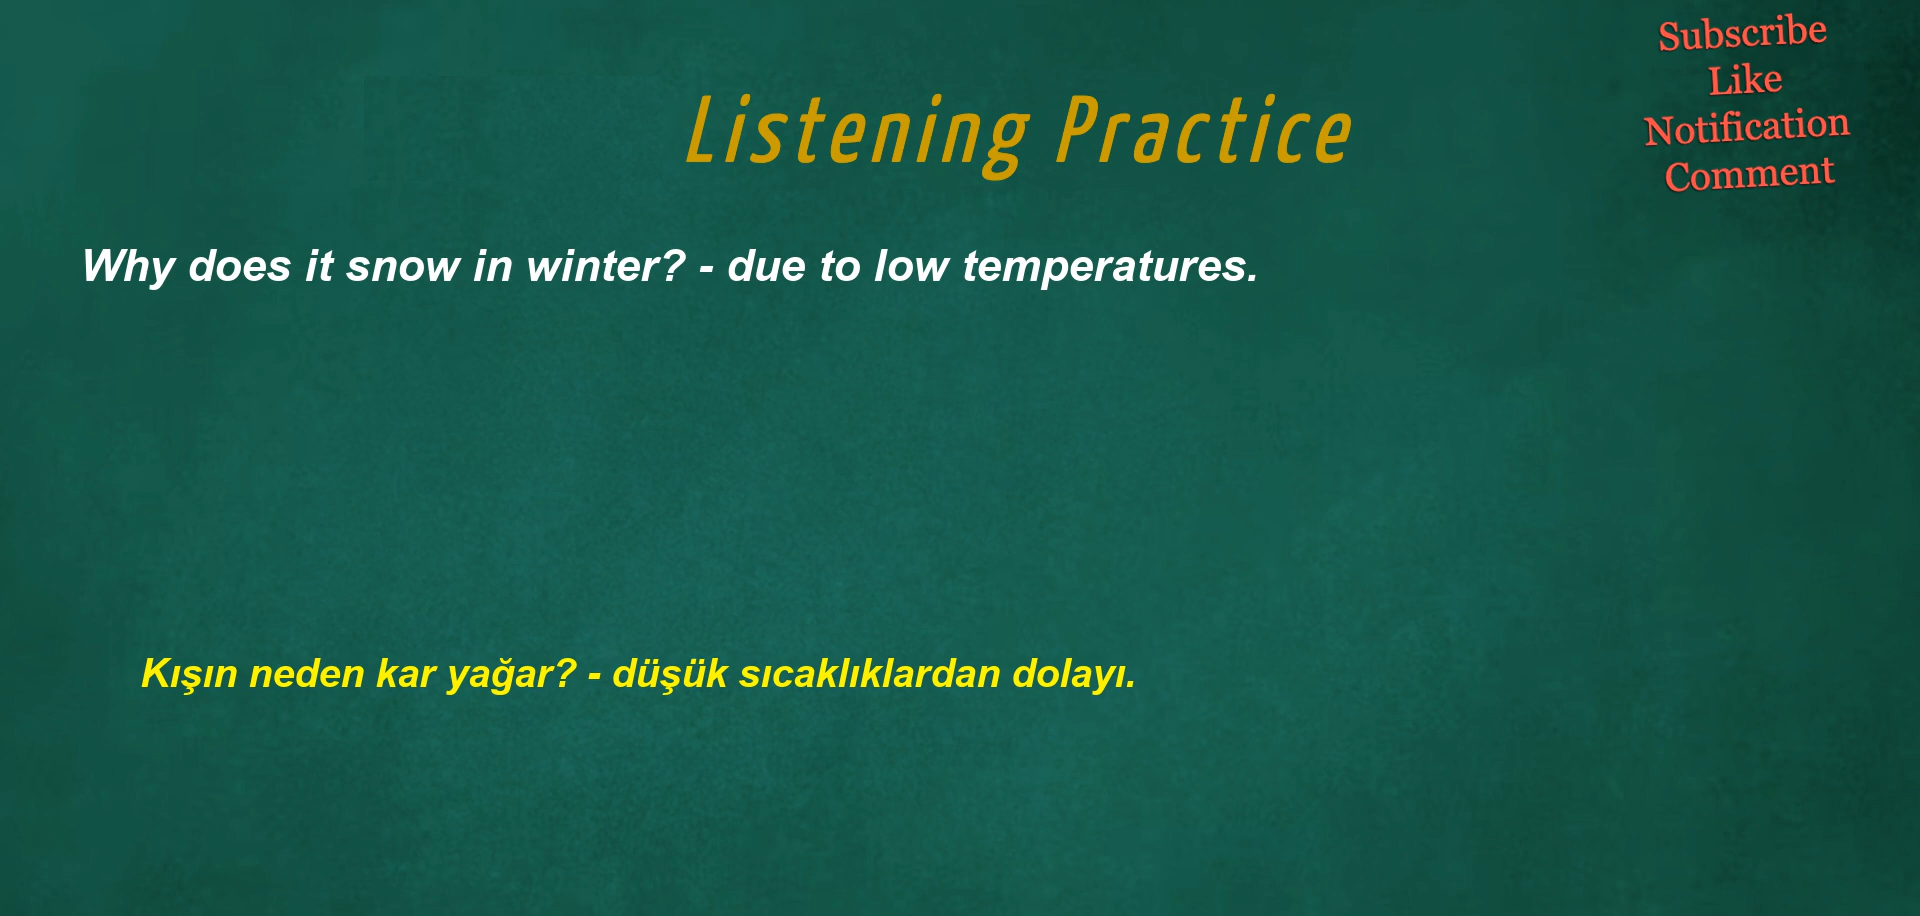 Subscribe
Like
Notification
Comment
Listening Practice
Why does it snow in winter? - due to low temperatures.
Kışın neden kar yağar? - düşük sıcaklıklardan dolayı.